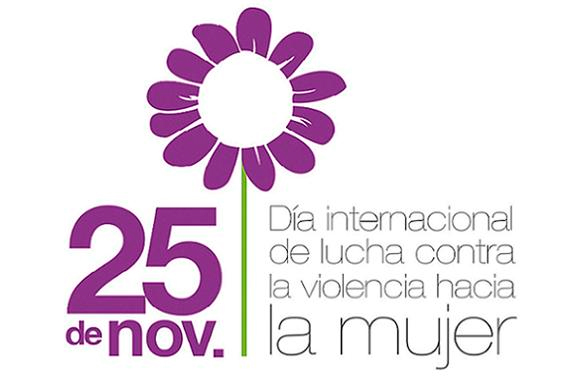 25
de nov.
Día internacional
de lucha contra
la violencia hacia
la mujer